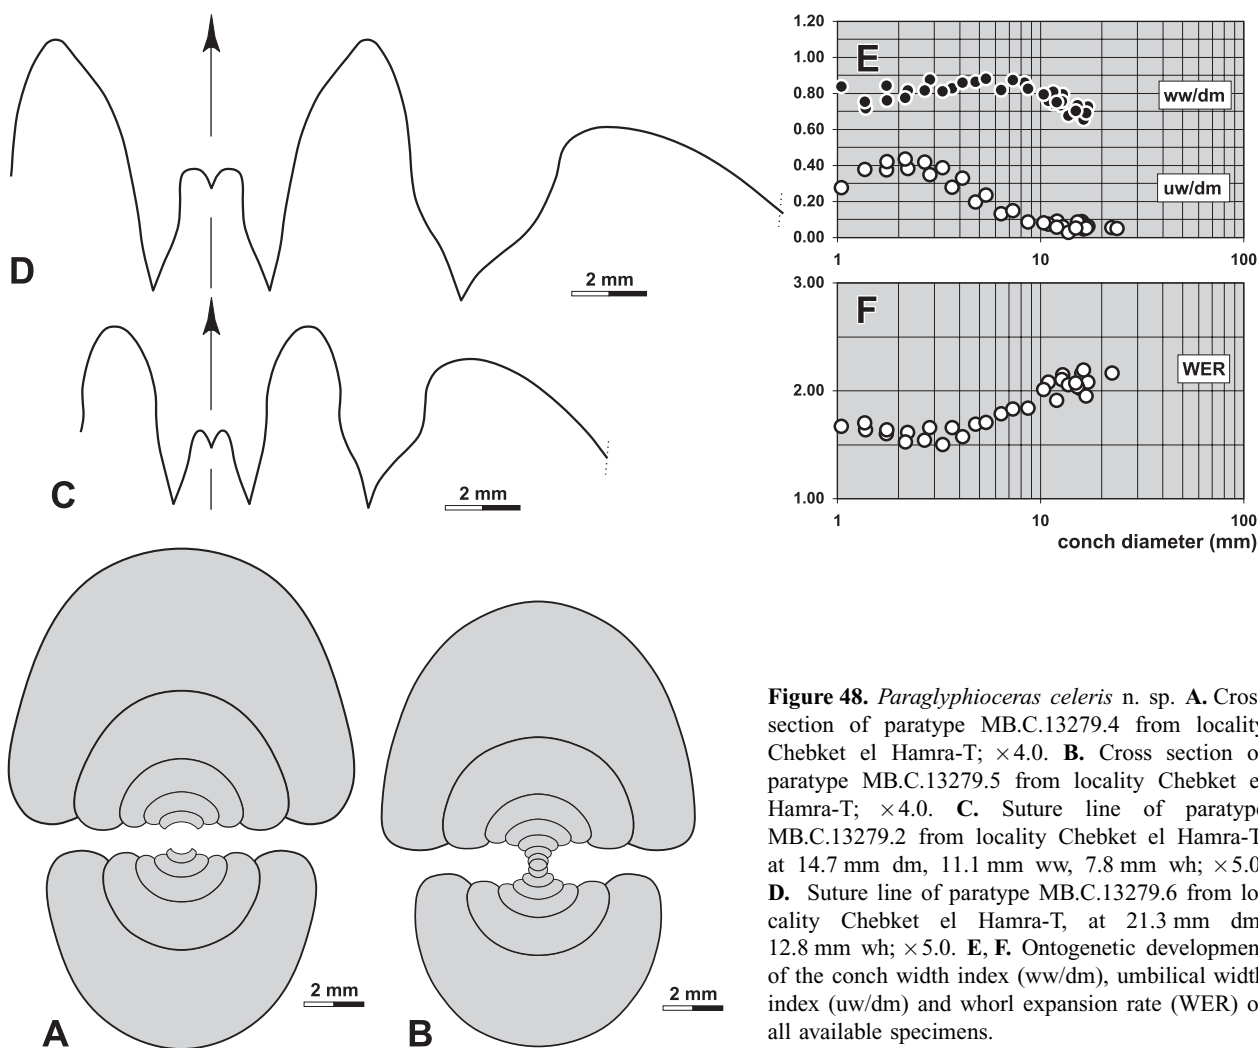 D
2 mm
C
2 mm
A
2 mm
B
2 mm
E
1.20
1.00
0.80
0.60
0.40
0.20
0.00
ww/dm
uw/dm
1 10 100
F
3.00
2.00
1.00
WER
1 10 100
conch diameter (mm)
Figure 48. Paraglyphioceras celeris n. sp. A. Cros
section of paratype MB.C.13279.4 from locality
Chebket el Hamra-T; ×4.0. B. Cross section o
paratype MB.C.13279.5 from locality Chebket e
Hamra-T; ×4.0. C. Suture line of paratype
MB.C.13279.2 from locality Chebket el Hamra-T
at 14.7 mm dm, 11.1 mm ww, 7.8 mm wh; ×5.0
D. Suture line of paratype MB.C.13279.6 from lo-
cality Chebket el Hamra-T, at 21.3 mm dm
12.8 mm wh; ×5.0. E, F. Ontogenetic developmen
of the conch width index (ww/dm), umbilical width
index (uw/dm) and whorl expansion rate (WER) o
all available specimens.